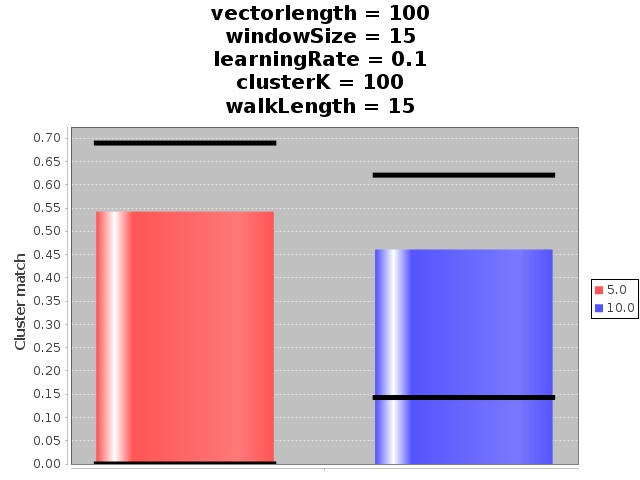 vectorlength = 100
windowSize = 15
learningRate = 0.1
clusterK = 100
walkLength = 15
0.70
0.65
0.60
0.55
0.50
0.45
0.40
0.35
0.30
0.25
0.20
0.15
0.10
0.05
0.00
Cluster match
5.0
10.0